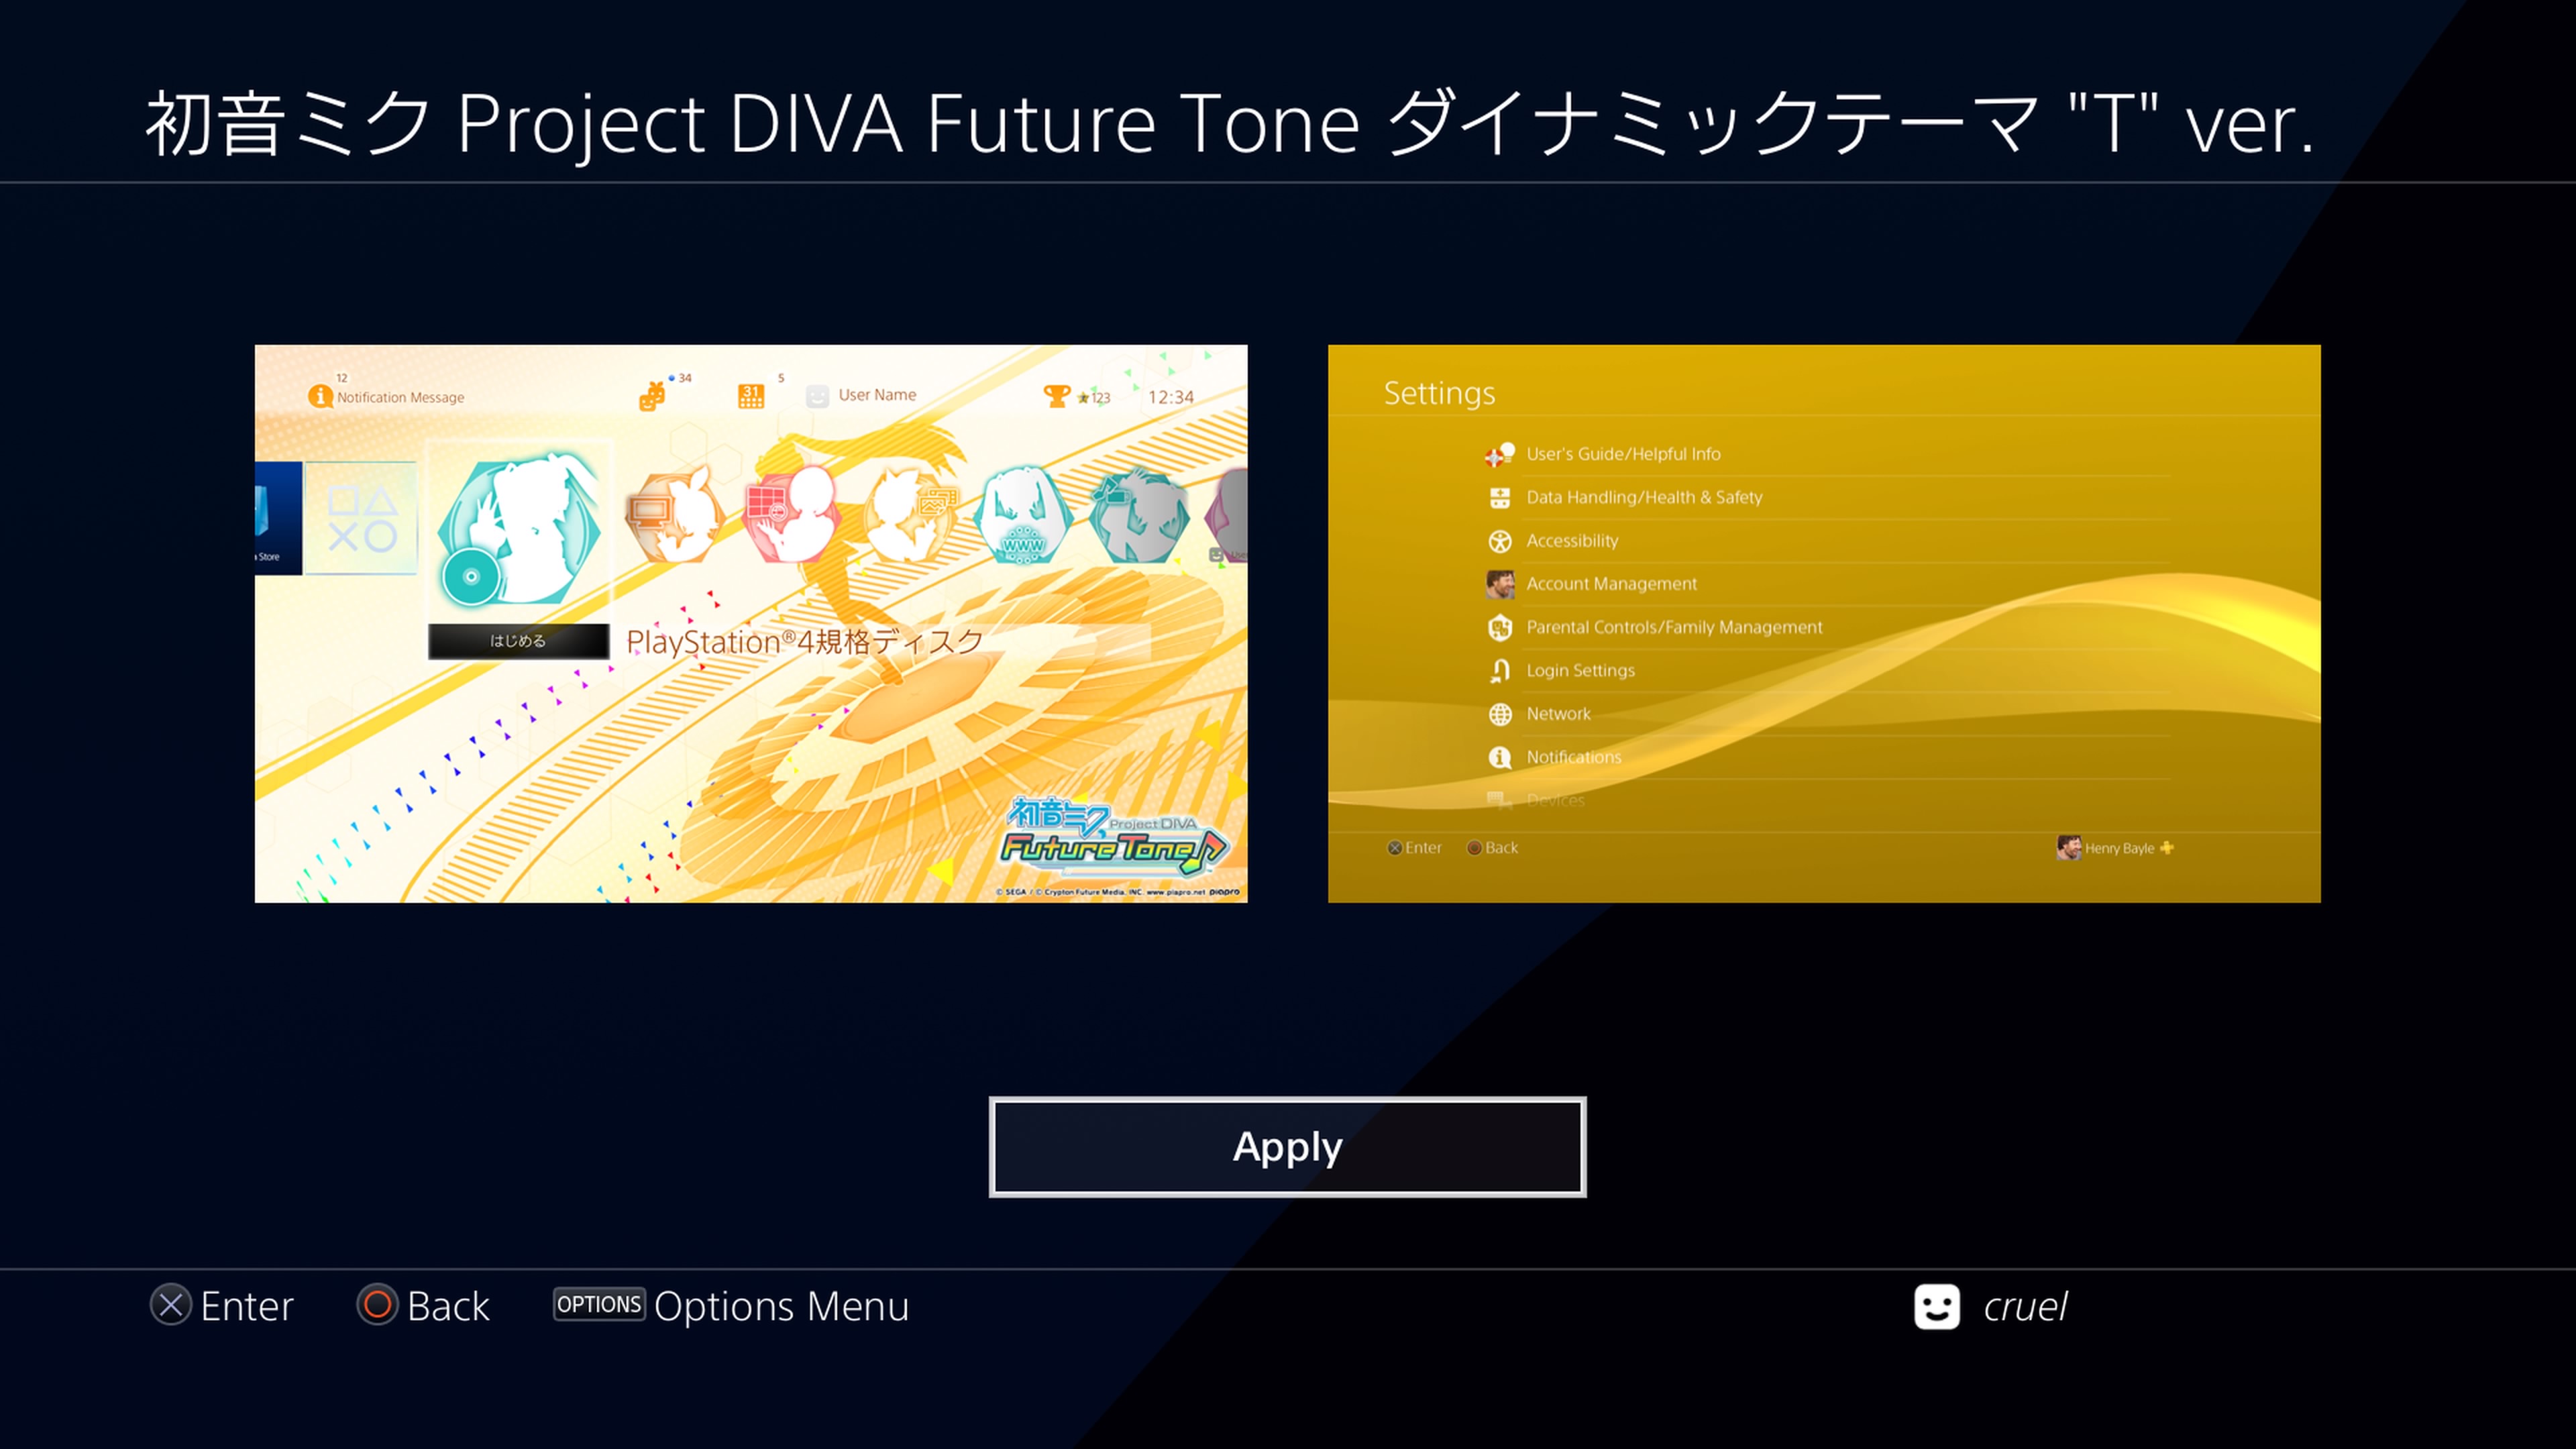 初音ミク Project DIVA Future Tone ダイナミックテーマ "T" ver.
12
Notification Message
34
31
5
User Name
123
12:34
Store
WWW
はじめる
PlayStation®4規格ディスク
初音ミク
Project DIVA
Future Tone
© SEGA / © Crypton Future Media, INC. www.piapro.net piapro
Settings
User's Guide/Helpful Info
Data Handling/Health & Safety
Accessibility
Account Management
Parental Controls/Family Management
Login Settings
Network
Notifications
Devices
Enter
Back
Henry Bayle
Apply
Enter
Back
OPTIONS Options Menu
cruel